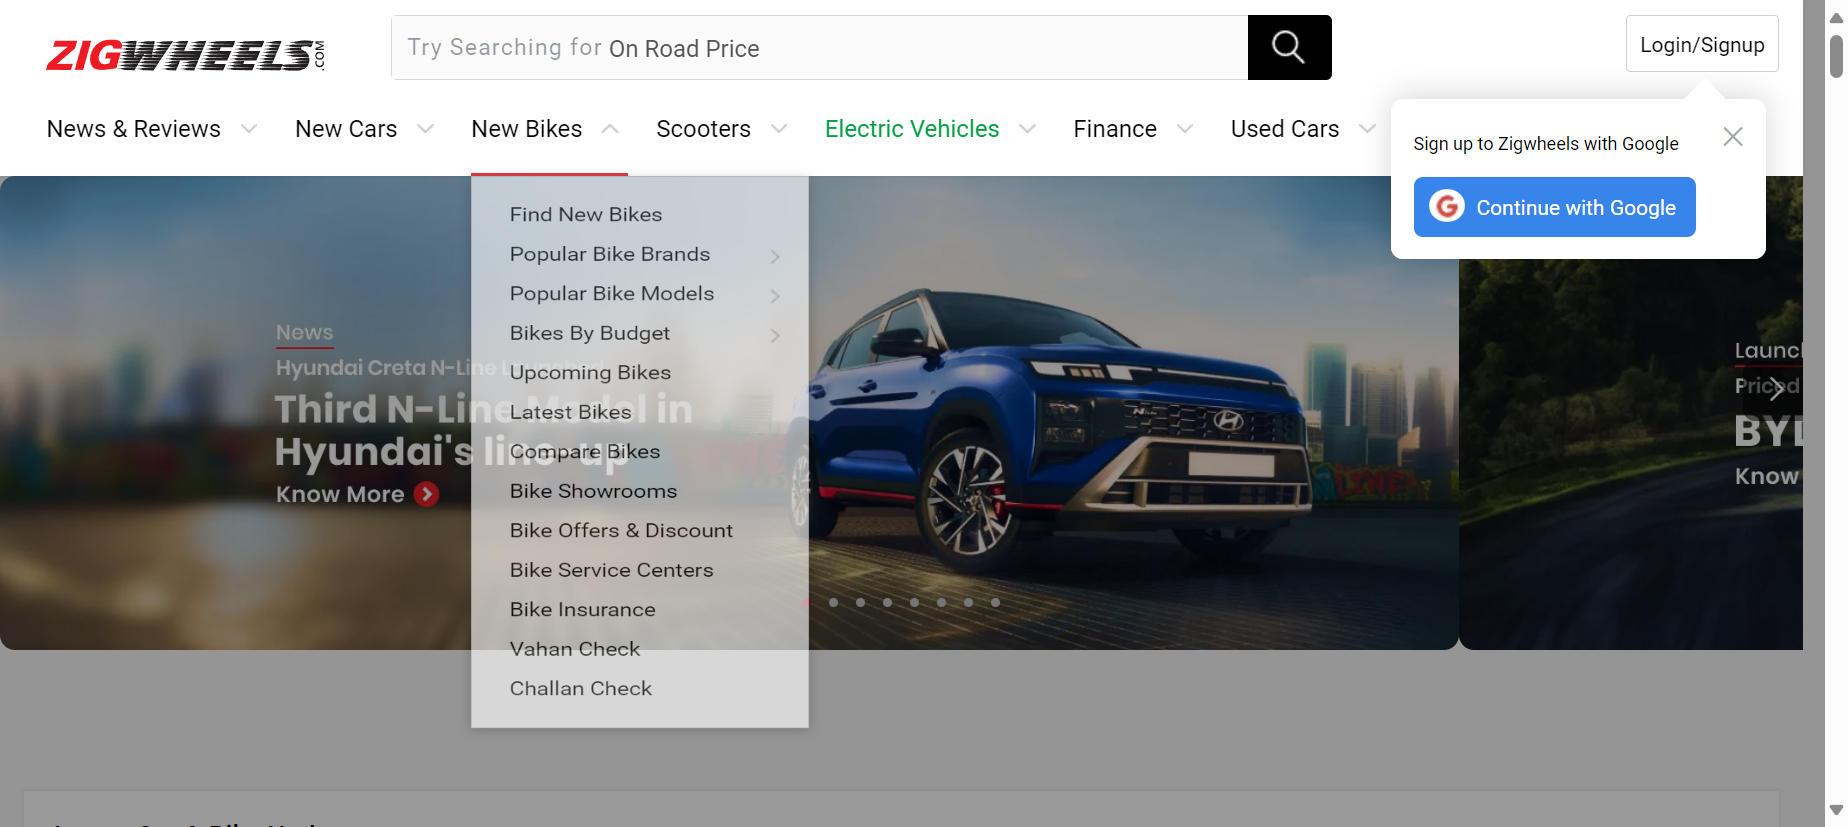 ZIGWHEELS.COM
Try Searching for On Road Price
Login/Signup
News & Reviews
New Cars
New Bikes
Scooters
Electric Vehicles
Finance
Used Cars
Sign up to Zigwheels with Google
G Continue with Google
Find New Bikes
Popular Bike Brands
Popular Bike Models
Bikes By Budget
Upcoming Bikes
Latest Bikes
Compare Bikes
Bike Showrooms
Bike Offers & Discount
Bike Service Centers
Bike Insurance
Vahan Check
Challan Check
News
Hyundai Creta N-Line Launched
Third N-Line Model in
Hyundai's line-up
Know More
Launch
Priced
BYD
Know